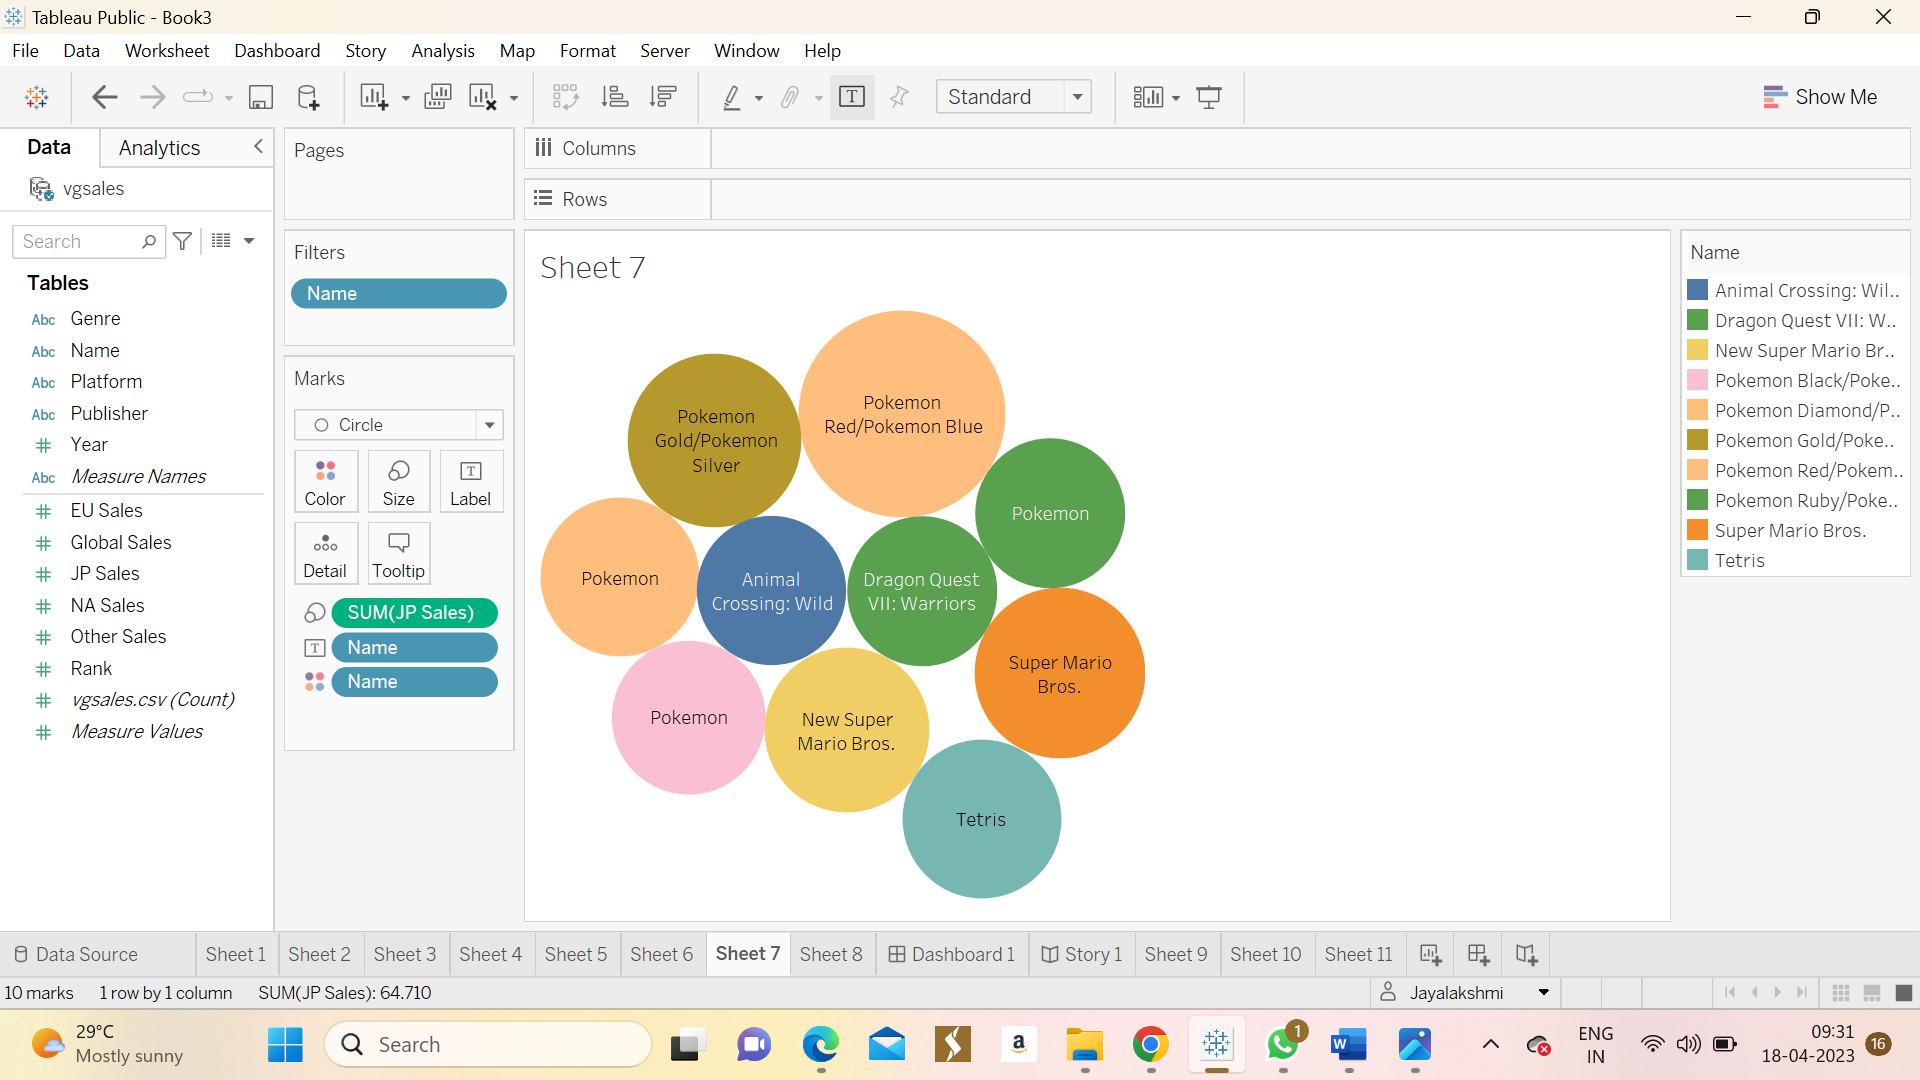 Tableau Public - Book3
File Data Worksheet Dashboard Story Analysis Map Format Server Window Help
Standard
Show Me
Data Analytics
vgsales
Search
Tables
Abc Genre
Abc Name
Abc Platform
Abc Publisher
# Year
Abc Measure Names
# EU Sales
# Global Sales
# JP Sales
# NA Sales
# Other Sales
# Rank
# vgsales.csv (Count)
# Measure Values
Pages
Filters
Name
Marks
Circle
Color Size Label
Detail Tooltip
SUM(JP Sales)
Name
Name
Columns
Rows
Sheet 7
Pokemon
Red/Pokemon Blue
Pokemon
Gold/Pokemon
Silver
Pokemon
Pokemon
Animal
Crossing: Wild
Dragon Quest
VII: Warriors
Super Mario
Bros.
Pokemon
New Super
Mario Bros.
Tetris
Name
Animal Crossing: Wil..
Dragon Quest VII: W..
New Super Mario Br..
Pokemon Black/Poke..
Pokemon Diamond/P..
Pokemon Gold/Poke..
Pokemon Red/Pokem..
Pokemon Ruby/Poke..
Super Mario Bros.
Tetris
Data Source Sheet 1 Sheet 2 Sheet 3 Sheet 4 Sheet 5 Sheet 6 Sheet 7 Sheet 8 Dashboard 1 Story 1 Sheet 9 Sheet 10 Sheet 11
10 marks 1 row by 1 column SUM(JP Sales): 64.710
Jayalakshmi
29°C
Mostly sunny
Search
a
1
W
ENG
IN
09:31
18-04-2023
16